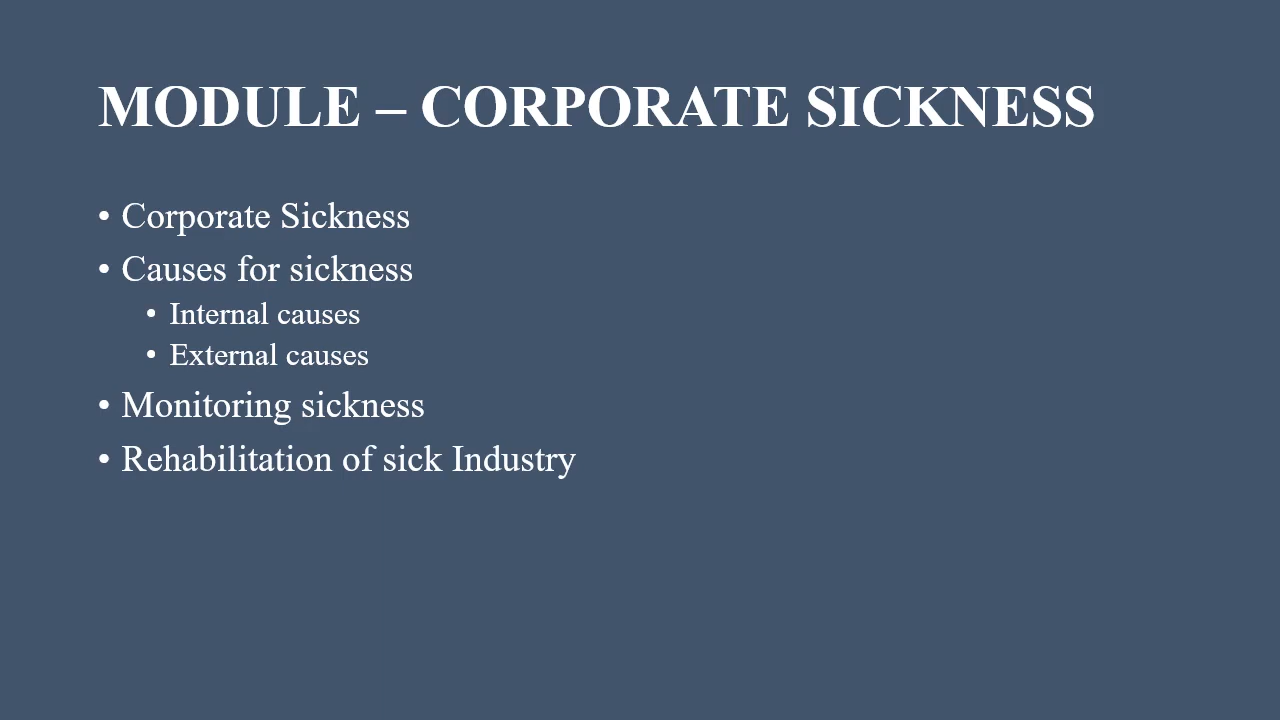 MODULE – CORPORATE SICKNESS
• Corporate Sickness
• Causes for sickness
• Internal causes
• External causes
• Monitoring sickness
• Rehabilitation of sick Industry